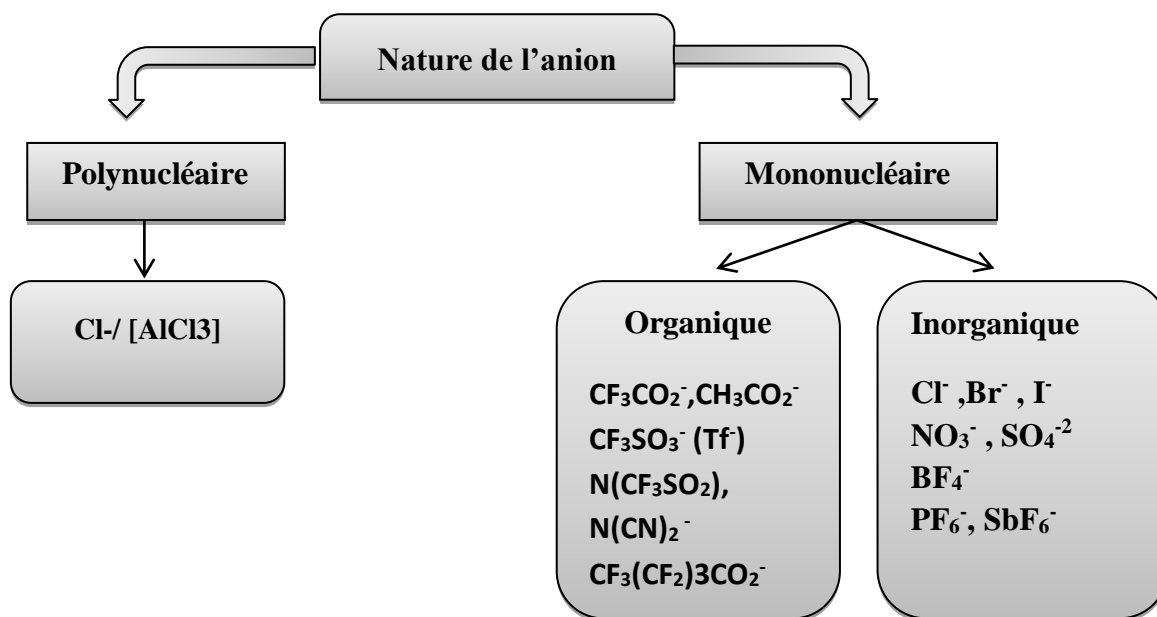 Nature de l’anion
Polynucléaire
Mononucléaire
Cl-/ [AlCl3]
Organique
CF₃CO₂⁻,CH₃CO₂⁻
CF₃SO₃⁻ (Tf⁻)
N(CF₃SO₂),
N(CN)₂ ⁻
CF₃(CF₂)3CO₂⁻
Inorganique
Cl⁻ ,Br⁻ , I⁻
NO₃⁻ , SO₄⁻²
BF₄⁻
PF₆⁻, SbF₆⁻